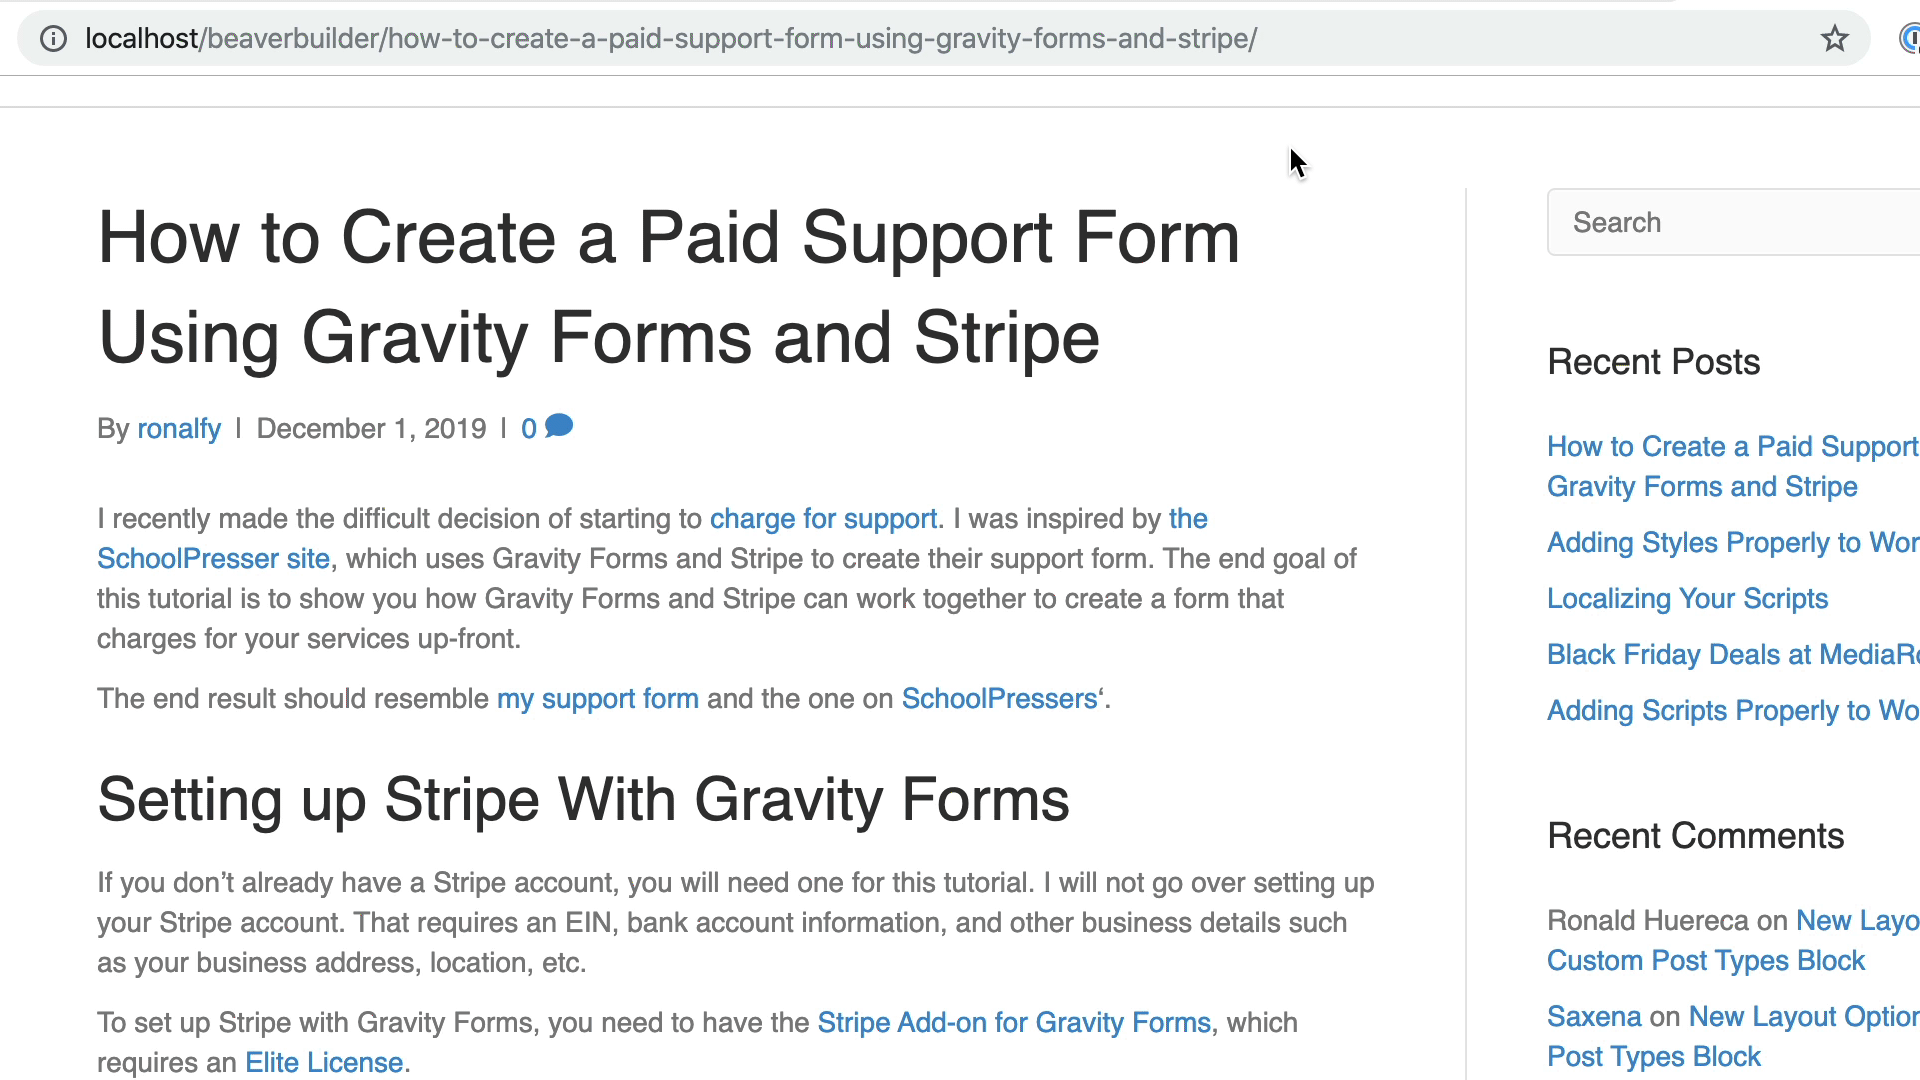 localhost/beaverbuilder/how-to-create-a-paid-support-form-using-gravity-forms-and-stripe/
How to Create a Paid Support Form
Using Gravity Forms and Stripe
By ronalfy | December 1, 2019 | 0
I recently made the difficult decision of starting to charge for support. I was inspired by the
SchoolPresser site, which uses Gravity Forms and Stripe to create their support form. The end goal of
this tutorial is to show you how Gravity Forms and Stripe can work together to create a form that
charges for your services up-front.
The end result should resemble my support form and the one on SchoolPressers‘.
Setting up Stripe With Gravity Forms
If you don’t already have a Stripe account, you will need one for this tutorial. I will not go over setting up
your Stripe account. That requires an EIN, bank account information, and other business details such
as your business address, location, etc.
To set up Stripe with Gravity Forms, you need to have the Stripe Add-on for Gravity Forms, which
requires an Elite License.
Search
Recent Posts
How to Create a Paid Support
Gravity Forms and Stripe
Adding Styles Properly to
Localizing Your Scripts
Black Friday Deals at
Adding Scripts Properly to
Recent Comments
Ronald Huereca on New
Custom Post Types Block
Saxena on New Layout
Post Types Block